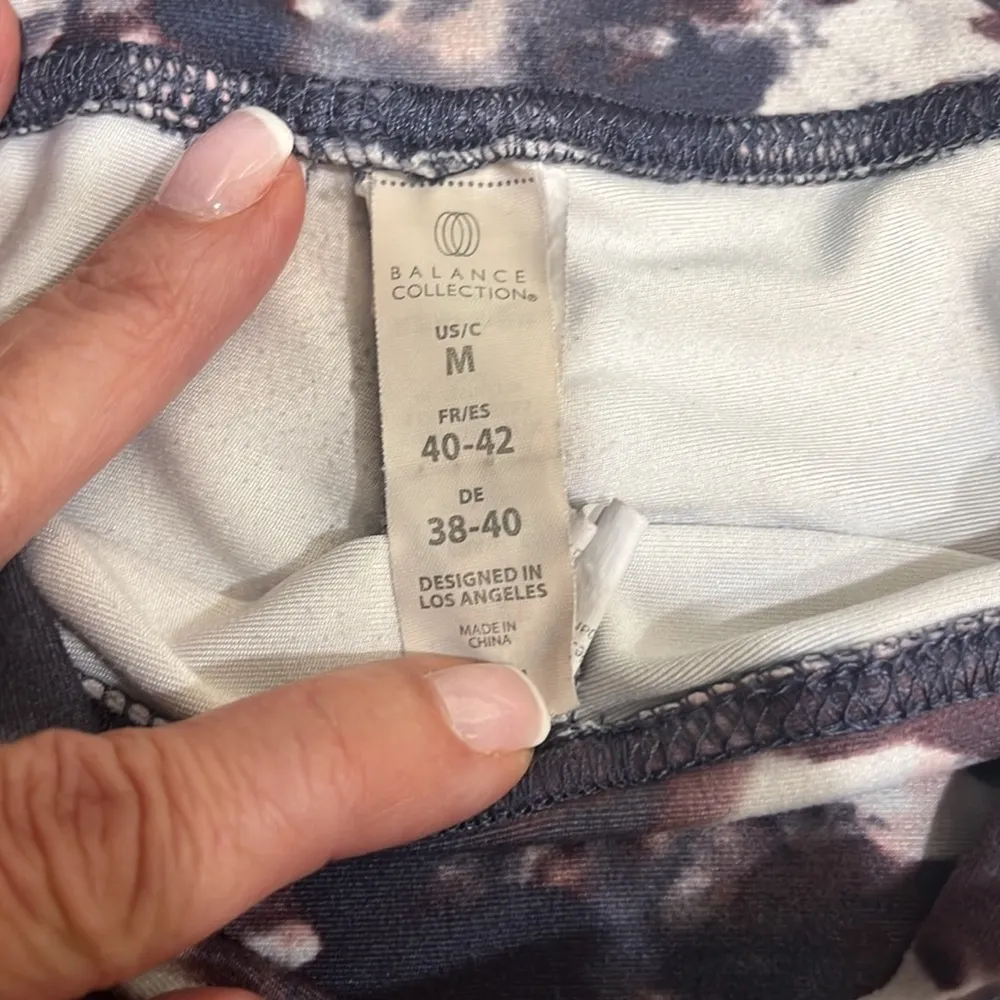 BALANCE
COLLECTION®
US/C
M
FR/ES
40-42
DE
38-40
DESIGNED IN
LOS ANGELES
MADE IN
CHINA